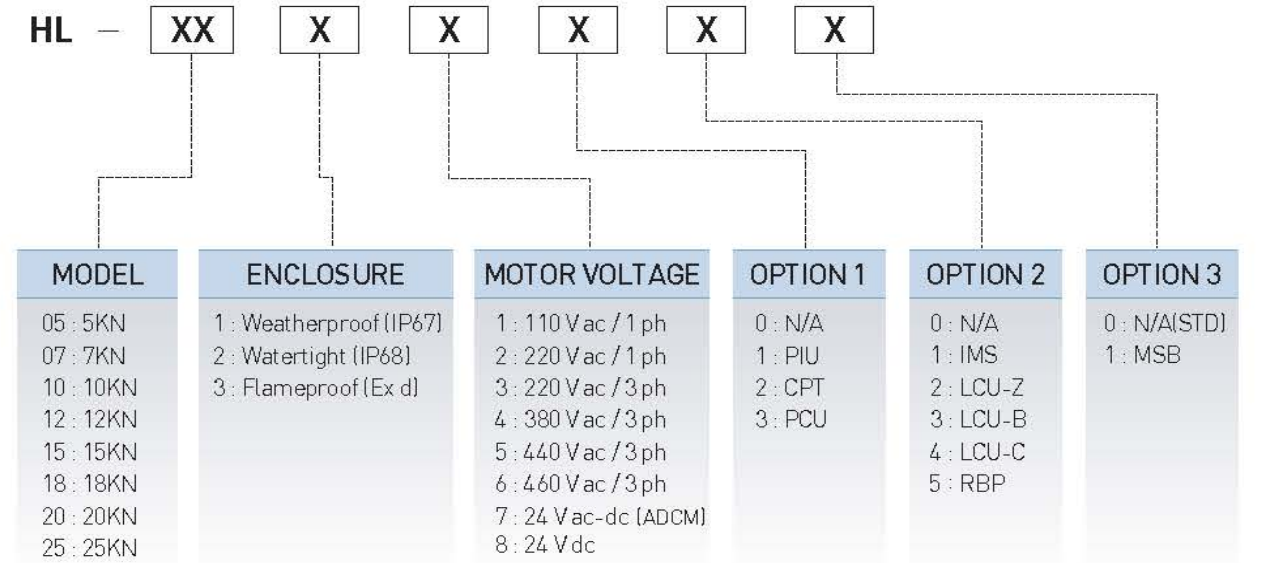 HL - XX X X X X X
MODEL
05 : 5KN
07 : 7KN
10 : 10KN
12 : 12KN
15 : 15KN
18 : 18KN
20 : 20KN
25 : 25KN
ENCLOSURE
1 : Weatherproof (IP67)
2 : Watertight (IP68)
3 : Flameproof (Ex d)
MOTOR VOLTAGE
1 : 110 Vac / 1 ph
2 : 220 Vac / 1 ph
3 : 220 Vac / 3 ph
4 : 380 Vac / 3 ph
5 : 440 Vac / 3 ph
6 : 460 Vac / 3 ph
7 : 24 Vac-dc (ADCM)
8 : 24 Vdc
OPTION 1
0 : N/A
1 : PIU
2 : CPT
3 : PCU
OPTION 2
0 : N/A
1 : IMS
2 : LCU-Z
3 : LCU-B
4 : LCU-C
5 : RBP
OPTION 3
0 : N/A(STD)
1 : MSB